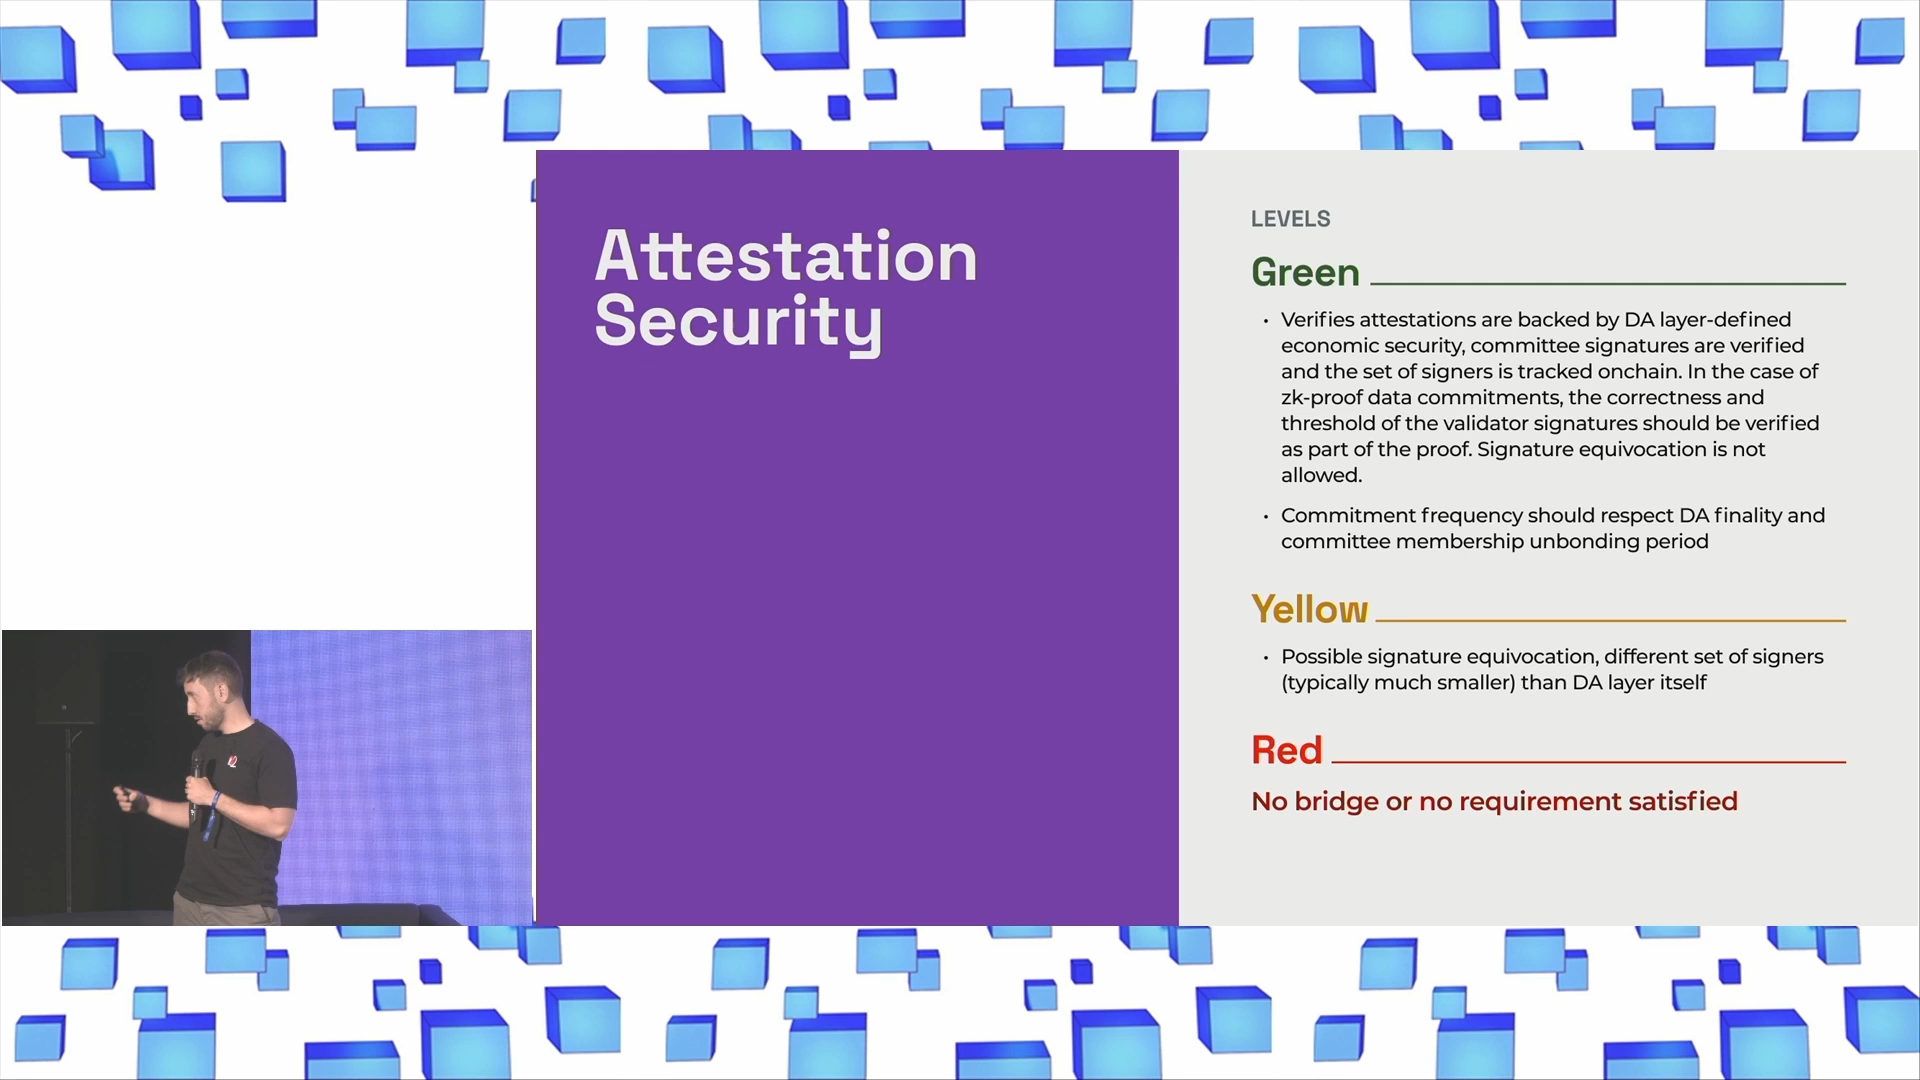 Attestation
Security
LEVELS
Green
• Verifies attestations are backed by DA layer-defined
economic security, committee signatures are verified
and the set of signers is tracked onchain. In the case of
zk-proof data commitments, the correctness and
threshold of the validator signatures should be verified
as part of the proof. Signature equivocation is not
allowed.
• Commitment frequency should respect DA finality and
committee membership unbonding period
Yellow
• Possible signature equivocation, different set of signers
(typically much smaller) than DA layer itself
Red
No bridge or no requirement satisfied